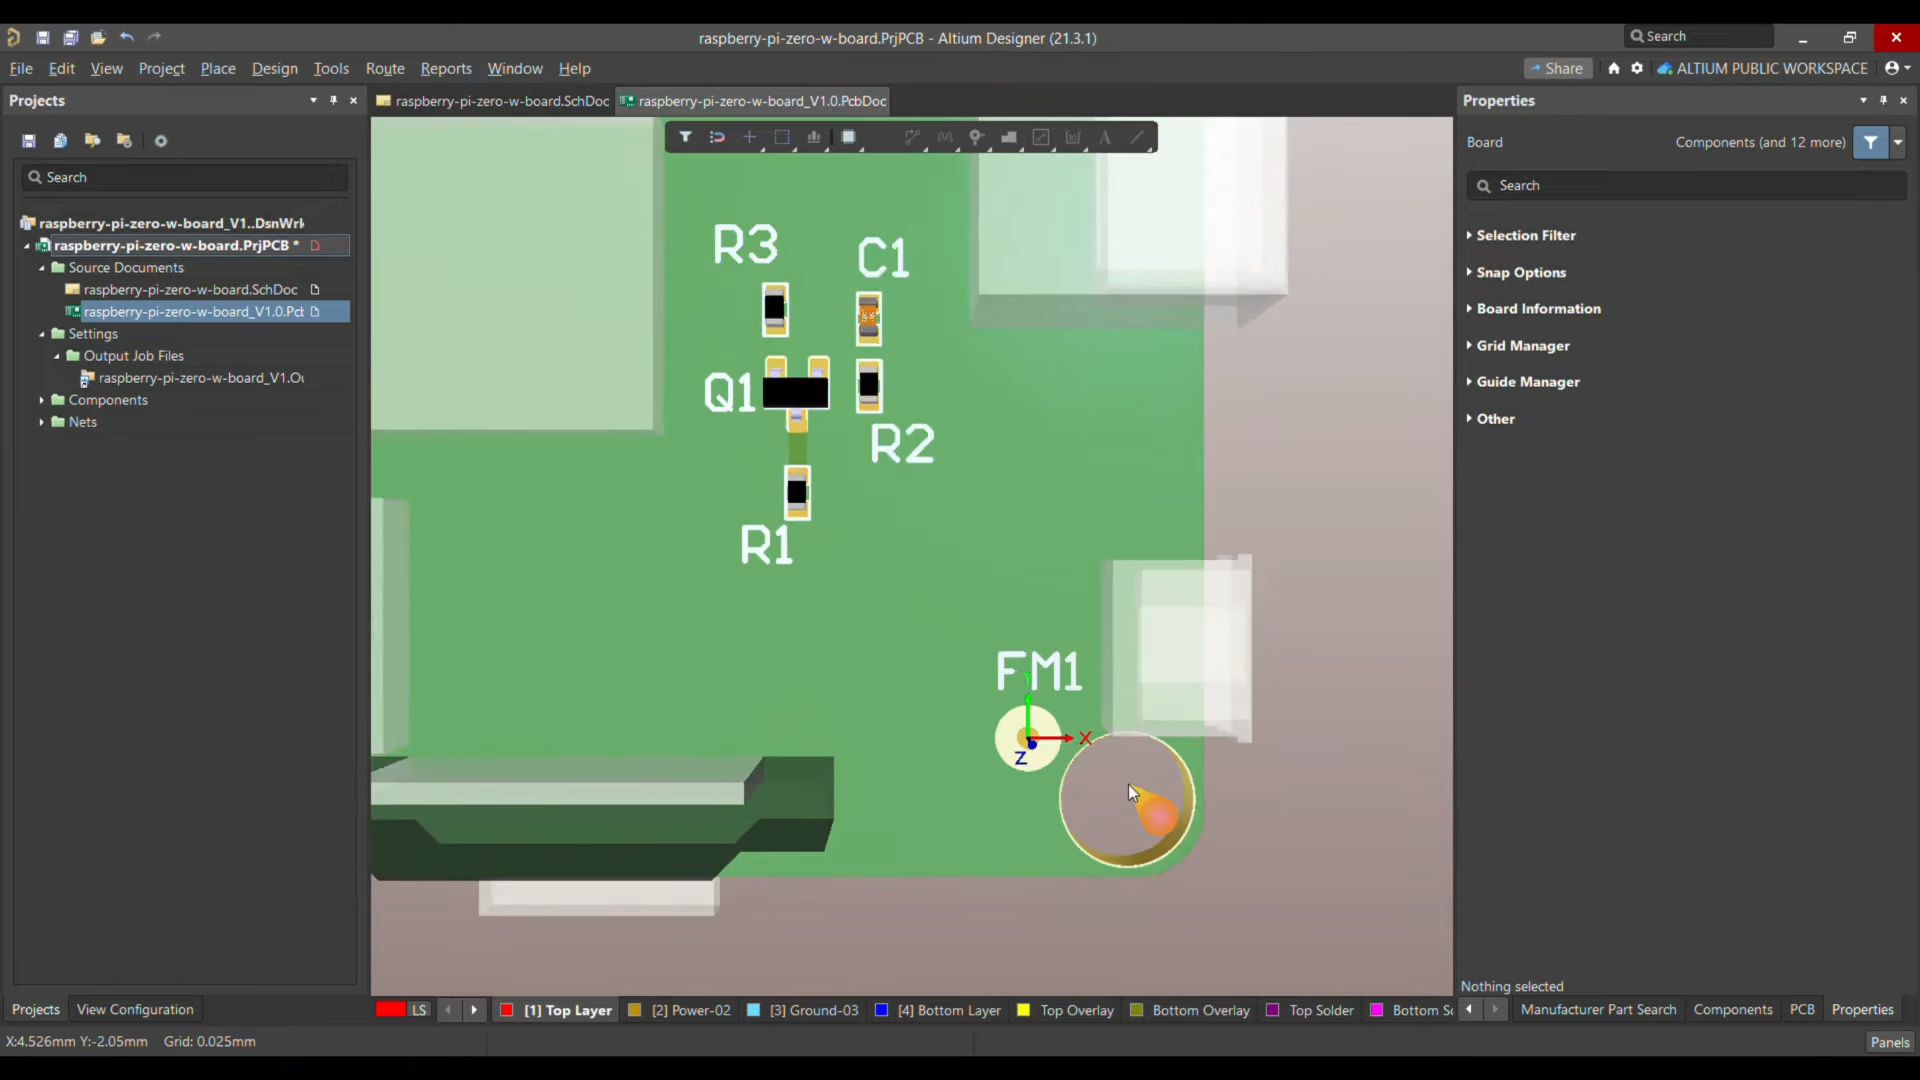 raspberry-pi-zero-w-board.PrjPCB - Altium Designer (21.3.1)
Search
File Edit View Project Place Design Tools Route Reports Window Help
Share
ALTIUM PUBLIC WORKSPACE
Projects
raspberry-pi-zero-w-board.SchDoc
raspberry-pi-zero-w-board_V1.0.PcbDoc
Properties
Board
Components (and 12 more)
Search
Search
raspberry-pi-zero-w-board_V1..DsnWrk
raspberry-pi-zero-w-board.PrjPCB *
Source Documents
raspberry-pi-zero-w-board.SchDoc
raspberry-pi-zero-w-board_V1.0.Pcb
Settings
Output Job Files
raspberry-pi-zero-w-board_V1.Ou
Components
Nets
R3
C1
Q1
R2
R1
FM1
X
Z
Selection Filter
Snap Options
Board Information
Grid Manager
Guide Manager
Other
Nothing selected
Projects
View Configuration
LS
[1] Top Layer
[2] Power-02
[3] Ground-03
[4] Bottom Layer
Top Overlay
Bottom Overlay
Top Solder
Bottom So
Manufacturer Part Search
Components
PCB
Properties
X:4.526mm Y:-2.05mm Grid: 0.025mm
Panels